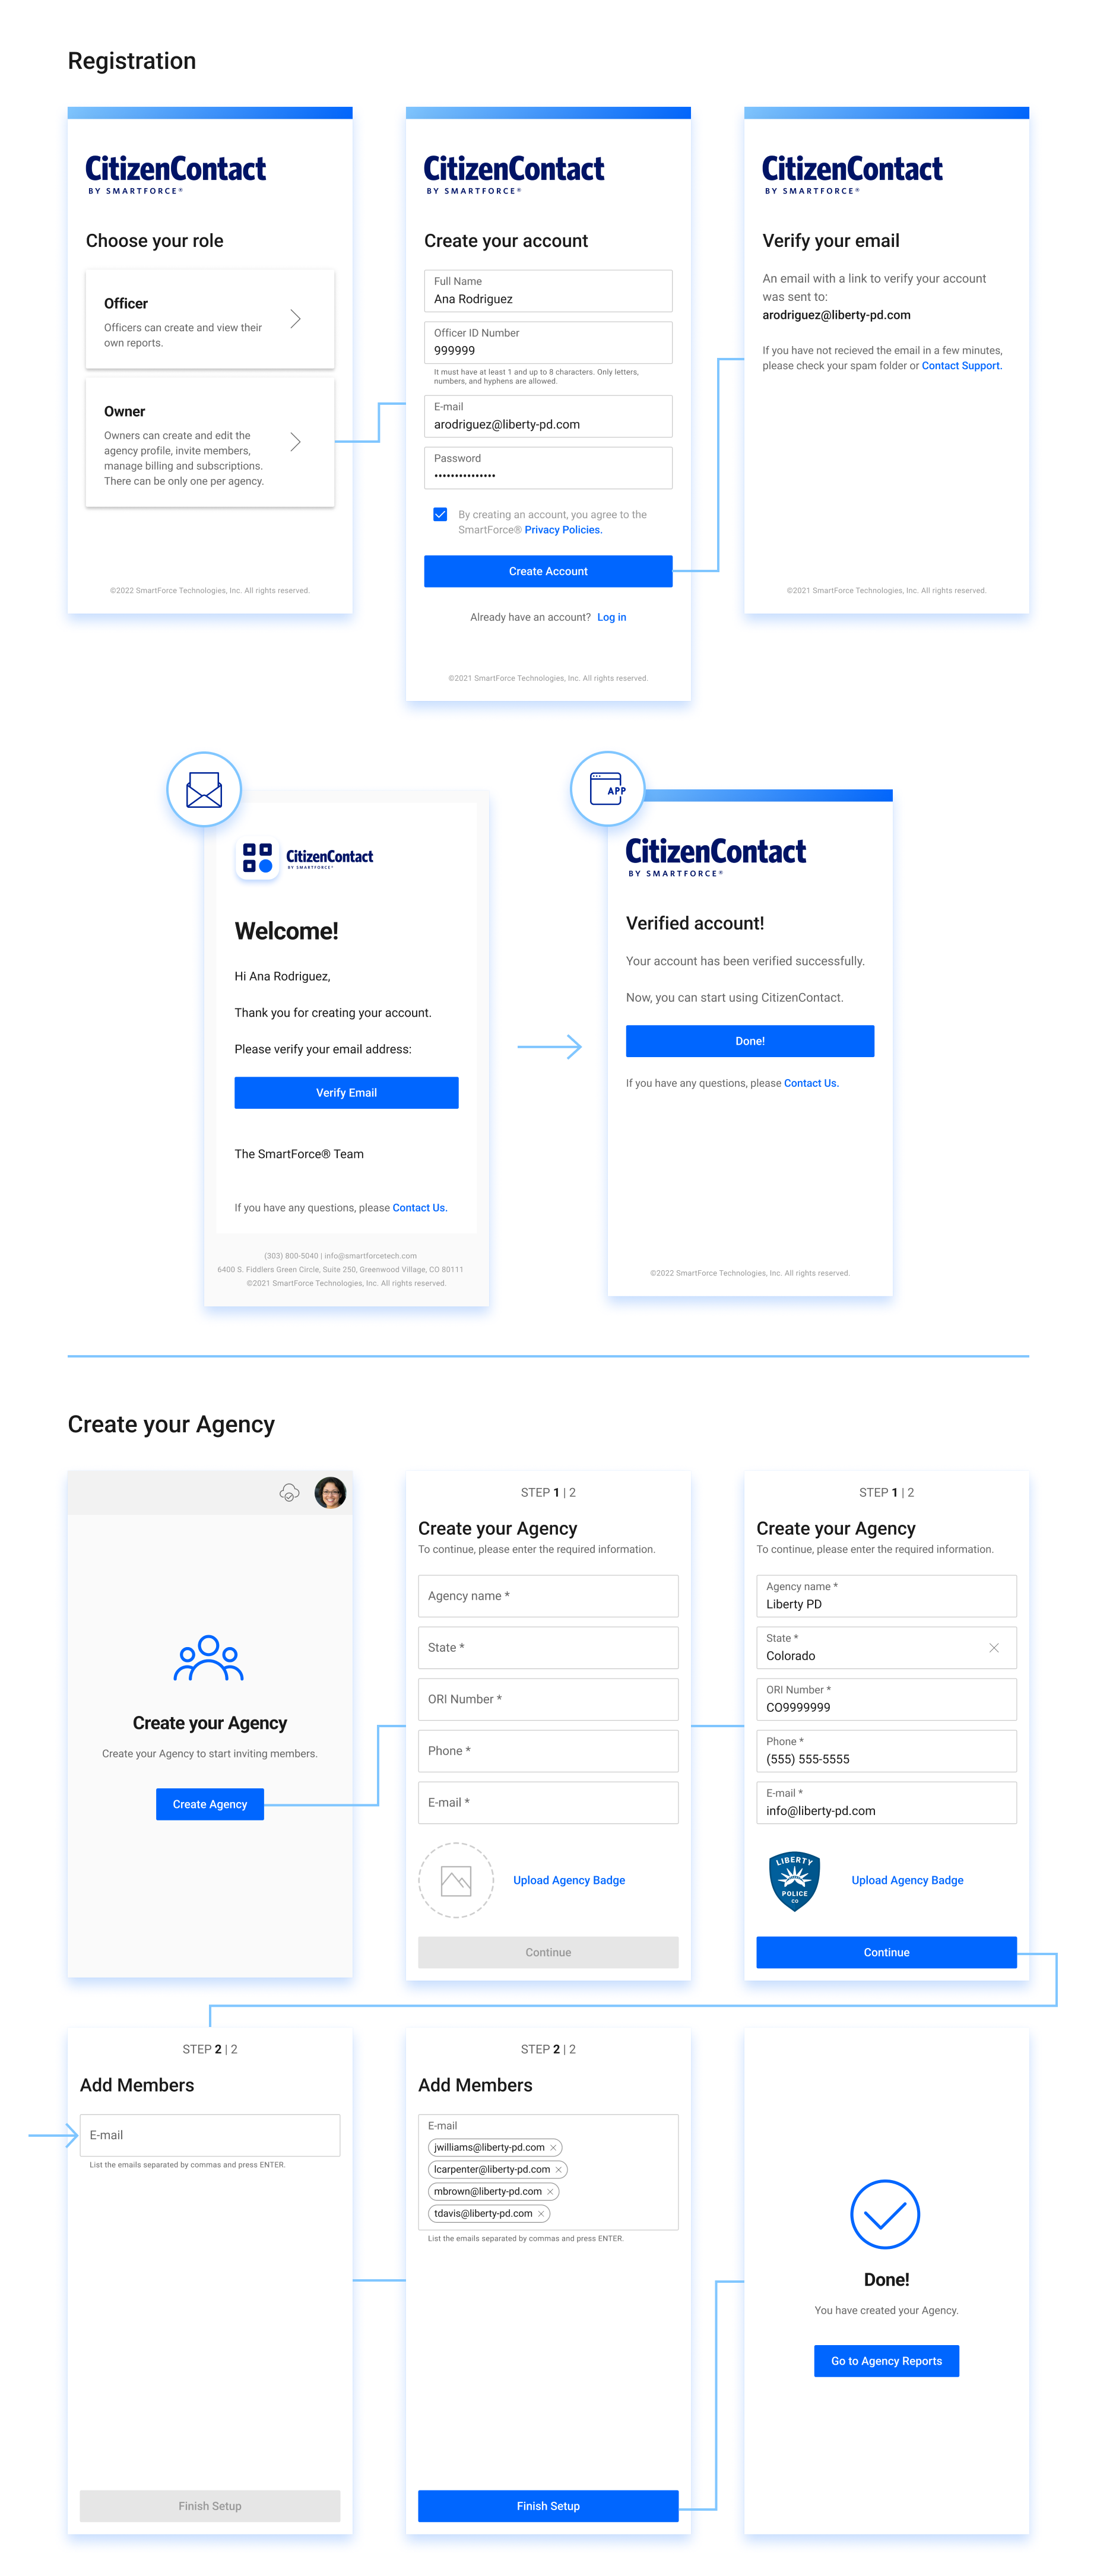 Registration
CitizenContact
BY SMARTFORCE®
Choose your role
Officer
Officers can create and view their
own reports.
Owner
Owners can create and edit the
agency profile, invite members,
manage billing and subscriptions.
There can be only one per agency.
©2022 SmartForce Technologies, Inc. All rights reserved.
CitizenContact
BY SMARTFORCE®
Create your account
Full Name
Ana Rodriguez
Officer ID Number
999999
It must have at least 1 and up to 8 characters. Only letters,
numbers, and hyphens are allowed.
E-mail
arodriguez@liberty-pd.com
Password
•••••••••••••••
By creating an account, you agree to the
SmartForce® Privacy Policies.
Create Account
Already have an account? Log in
©2021 SmartForce Technologies, Inc. All rights reserved.
CitizenContact
BY SMARTFORCE®
Verify your email
An email with a link to verify your account
was sent to:
arodriguez@liberty-pd.com
If you have not recieved the email in a few minutes,
please check your spam folder or Contact Support.
©2021 SmartForce Technologies, Inc. All rights reserved.
CitizenContact
BY SMARTFORCE®
Welcome!
Hi Ana Rodriguez,
Thank you for creating your account.
Please verify your email address:
Verify Email
The SmartForce® Team
If you have any questions, please Contact Us.
(303) 800-5040 | info@smartforcetech.com
6400 S. Fiddlers Green Circle, Suite 250, Greenwood Village, CO 80111
©2021 SmartForce Technologies, Inc. All rights reserved.
APP
CitizenContact
BY SMARTFORCE®
Verified account!
Your account has been verified successfully.
Now, you can start using CitizenContact.
Done!
If you have any questions, please Contact Us.
©2022 SmartForce Technologies, Inc. All rights reserved.
Create your Agency
Create your Agency
Create your Agency to start inviting members.
Create Agency
STEP 1 | 2
Create your Agency
To continue, please enter the required information.
Agency name *
State *
ORI Number *
Phone *
E-mail *
Upload Agency Badge
Continue
STEP 1 | 2
Create your Agency
To continue, please enter the required information.
Agency name *
Liberty PD
State *
Colorado
ORI Number *
CO9999999
Phone *
(555) 555-5555
E-mail *
info@liberty-pd.com
LIBERTY
POLICE
CO
Upload Agency Badge
Continue
STEP 2 | 2
Add Members
E-mail
List the emails separated by commas and press ENTER.
Finish Setup
STEP 2 | 2
Add Members
E-mail
jwilliams@liberty-pd.com
lcarpenter@liberty-pd.com
mbrown@liberty-pd.com
tdavis@liberty-pd.com
List the emails separated by commas and press ENTER.
Finish Setup
Done!
You have created your Agency.
Go to Agency Reports